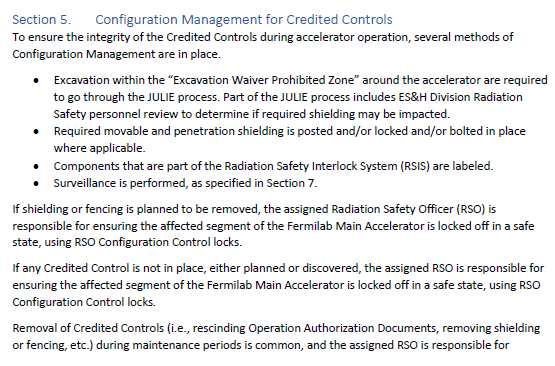 Section 5. Configuration Management for Credited Controls
To ensure the integrity of the Credited Controls during accelerator operation, several methods of
Configuration Management are in place.
• Excavation within the “Excavation Waiver Prohibited Zone” around the accelerator are required
to go through the JULIE process. Part of the JULIE process includes ES&H Division Radiation
Safety personnel review to determine if required shielding may be impacted.
• Required movable and penetration shielding is posted and/or locked and/or bolted in place
where applicable.
• Components that are part of the Radiation Safety Interlock System (RSIS) are labeled.
• Surveillance is performed, as specified in Section 7.
If shielding or fencing is planned to be removed, the assigned Radiation Safety Officer (RSO) is
responsible for ensuring the affected segment of the Fermilab Main Accelerator is locked off in a safe
state, using RSO Configuration Control locks.
If any Credited Control is not in place, either planned or discovered, the assigned RSO is responsible for
ensuring the affected segment of the Fermilab Main Accelerator is locked off in a safe state, using RSO
Configuration Control locks.
Removal of Credited Controls (i.e., rescinding Operation Authorization Documents, removing shielding
or fencing, etc.) during maintenance periods is common, and the assigned RSO is responsible for